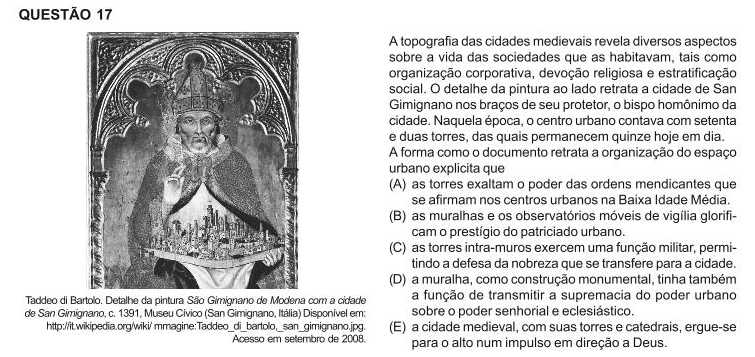 QUESTÃO 17
Taddeo di Bartolo. Detalhe da pintura São Gimignano de Modena com a cidade
de San Gimignano, c. 1391, Museu Cívico (San Gimignano, Itália) Disponível em:
http://it.wikipedia.org/wiki/ mmagine:Taddeo_di_bartolo,_san_gimignano.jpg.
Acesso em setembro de 2008.
A topografia das cidades medievais revela diversos aspectos
sobre a vida das sociedades que as habitavam, tais como
organização corporativa, devoção religiosa e estratificação
social. O detalhe da pintura ao lado retrata a cidade de San
Gimignano nos braços de seu protetor, o bispo homônimo da
cidade. Naquela época, o centro urbano contava com setenta
e duas torres, das quais permanecem quinze hoje em dia.
A forma como o documento retrata a organização do espaço
urbano explicita que
(A) as torres exaltam o poder das ordens mendicantes que
se afirmam nos centros urbanos na Baixa Idade Média.
(B) as muralhas e os observatórios móveis de vigília glorifi-
cam o prestígio do patriciado urbano.
(C) as torres intra-muros exercem uma função militar, permi-
tindo a defesa da nobreza que se transfere para a cidade.
(D) a muralha, como construção monumental, tinha também
a função de transmitir a supremacia do poder urbano
sobre o poder senhorial e eclesiástico.
(E) a cidade medieval, com suas torres e catedrais, ergue-se
para o alto num impulso em direção a Deus.